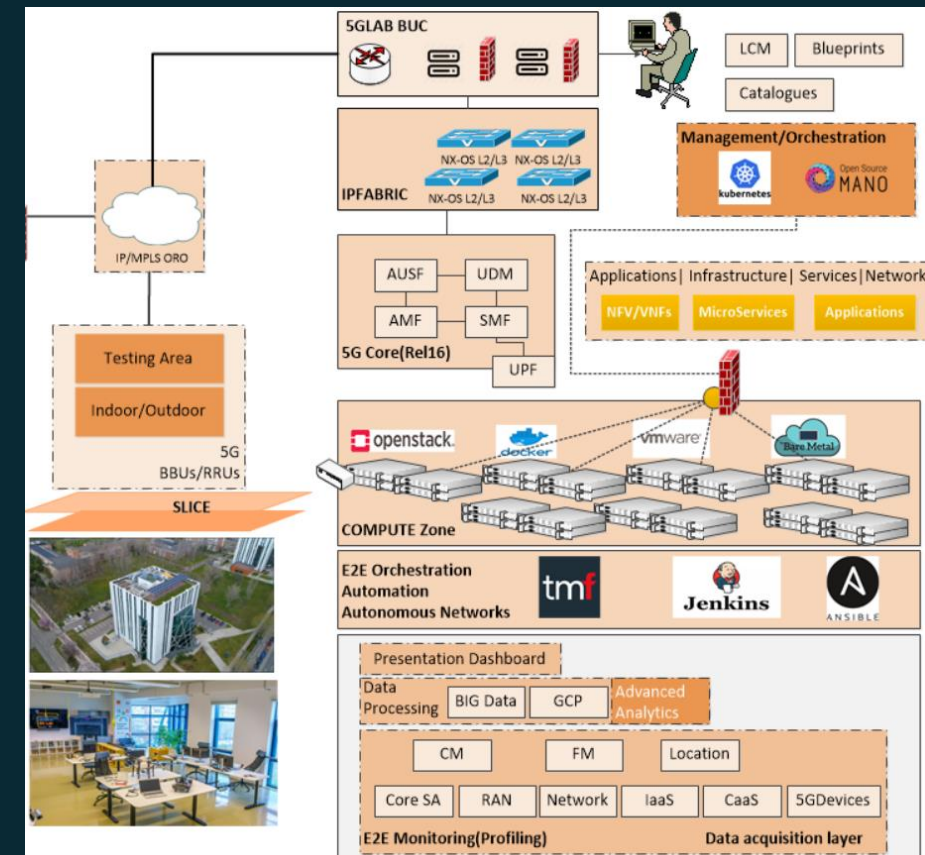 5GLAB BUC
LCM
Blueprints
Catalogues
NX-OS L2/L3
NX-OS L2/L3
NX-OS L2/L3
NX-OS L2/L3
IPFABRIC
Management/Orchestration
kubernetes
Open Source
MANO
IP/MPLS ORO
AUSF
UDM
AMF
SMF
UPF
5G Core(Rel16)
Applications| Infrastructure| Services|Network
NFV/VNFs
MicroServices
Applications
Testing Area
Indoor/Outdoor
5G
BBUs/RRUs
SLICE
openstack.
docker
vmware
Bare Metal
COMPUTE Zone
E2E Orchestration
Automation
Autonomous Networks
tmf
Jenkins
ANSIBLE
Presentation Dashboard
Data
Processing
BIG Data
GCP
Advanced
Analytics
CM
FM
Location
Core SA
RAN
Network
IaaS
CaaS
5GDevices
E2E Monitoring(Profiling)
Data acquisition layer